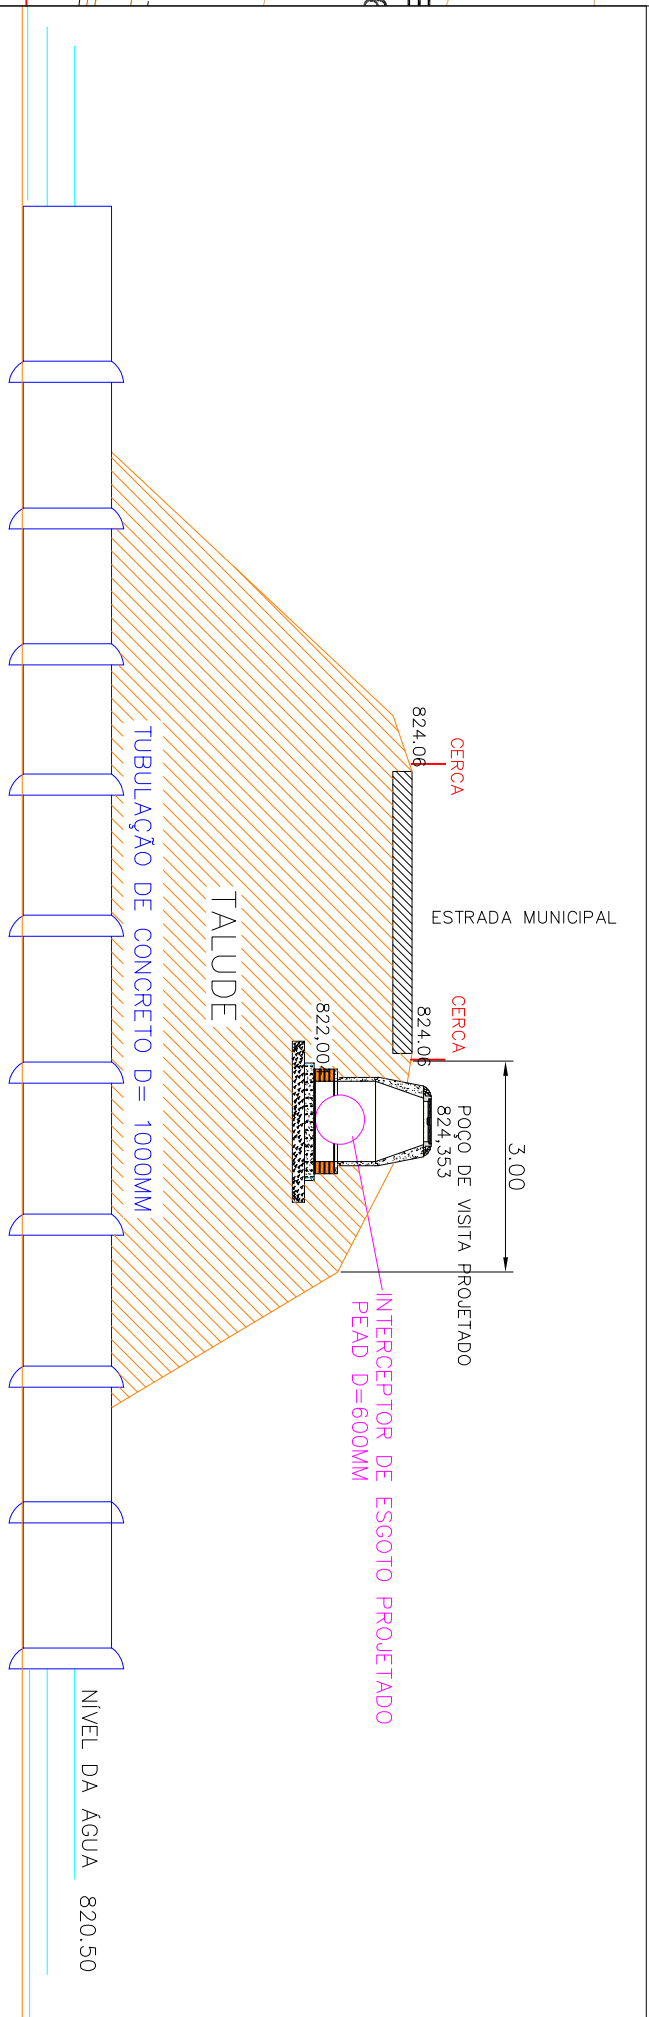 824.06
CERCA
ESTRADA MUNICIPAL
824.06
CERCA
3.00
POÇO DE VISITA PROJETADO
824,353
822,00
TALUDE
TUBULAÇÃO DE CONCRETO D= 1000MM
INTERCEPTOR DE ESGOTO PROJETADO
PEAD D=600MM
NÍVEL DA ÁGUA 820.50